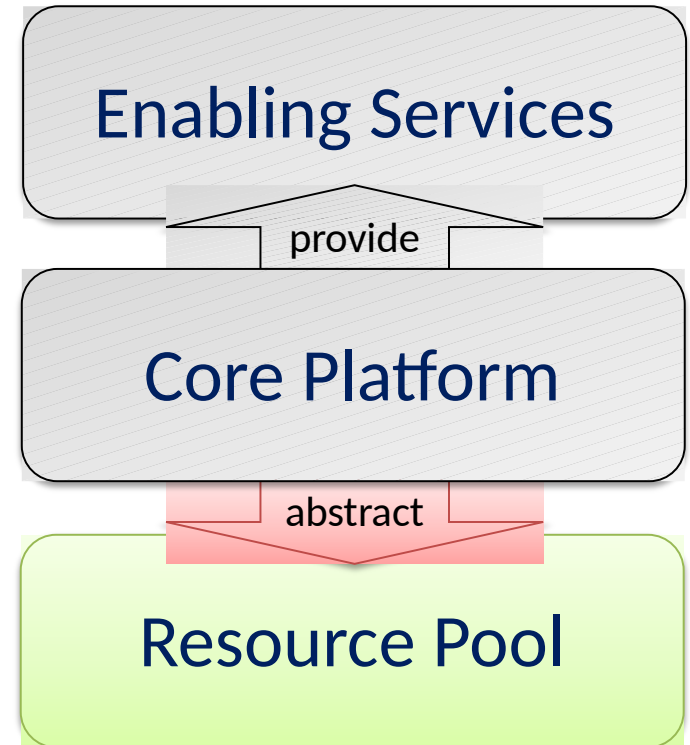 Enabling Services
provide
Core Platform
abstract
Resource Pool